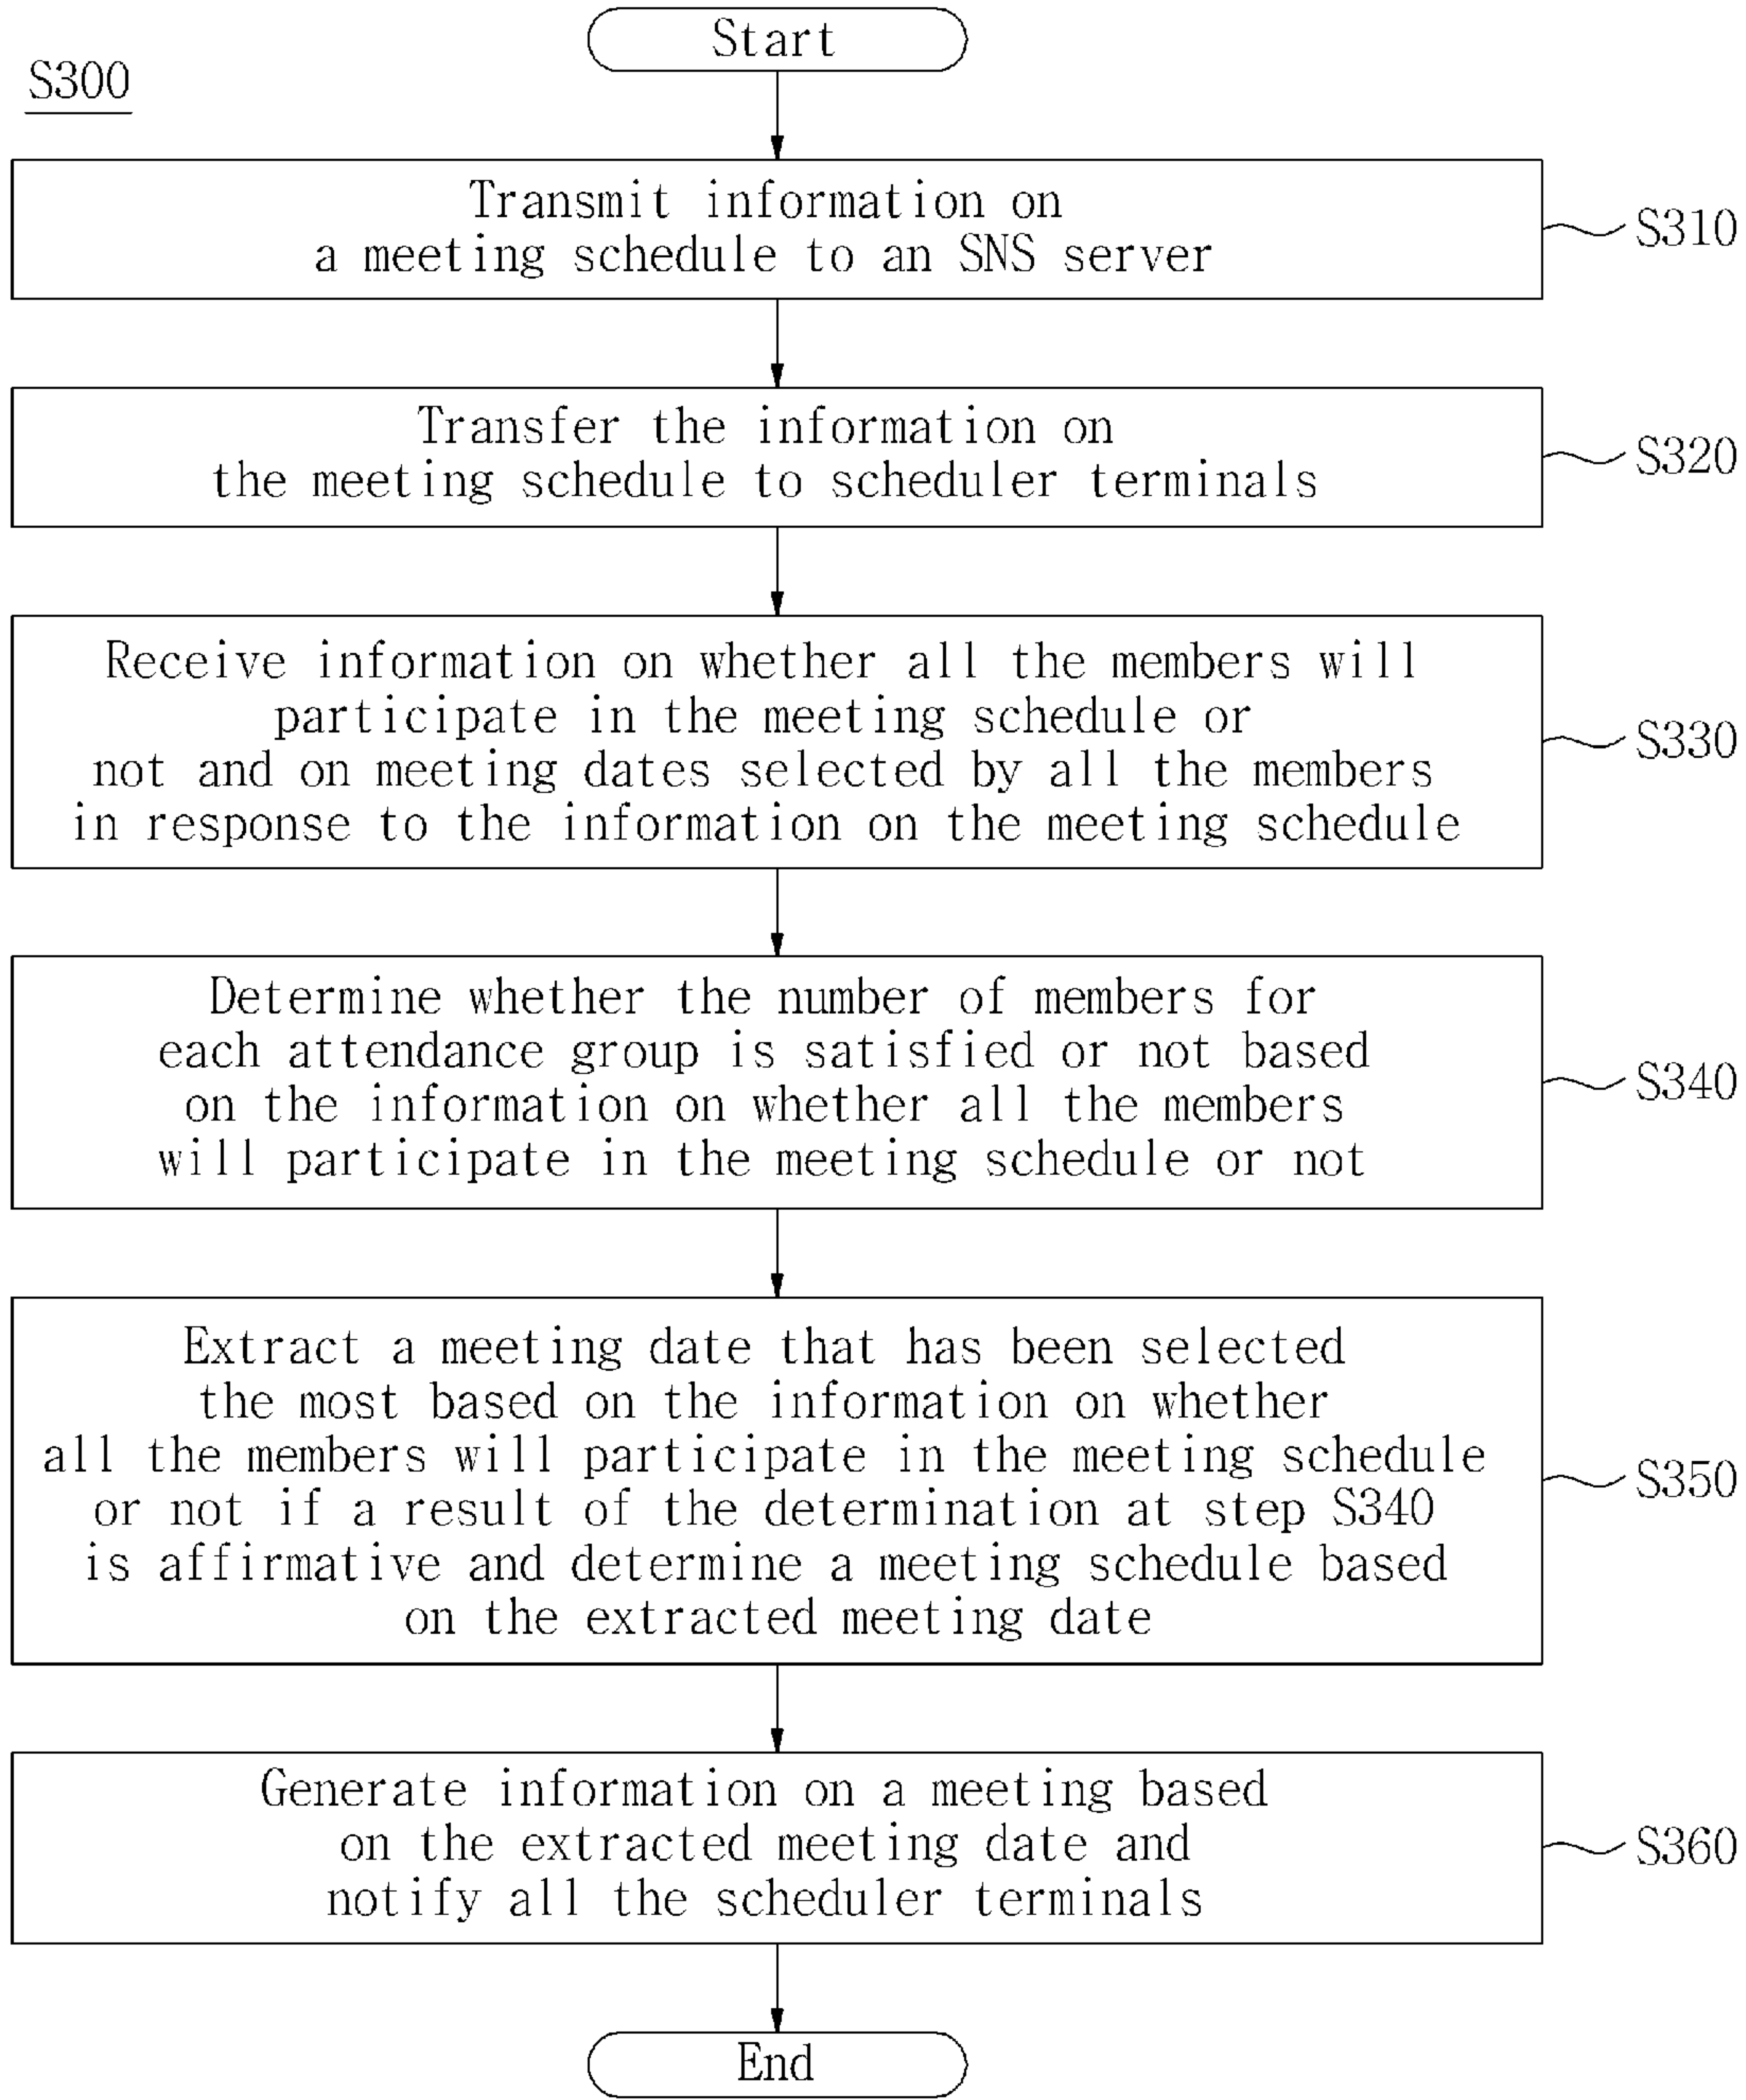 Start
S300
Transmit information on
a meeting schedule to an SNS server
S310
Transfer the information on
the meeting schedule to scheduler terminals
S320
Receive information on whether all the members will
participate in the meeting schedule or
not and on meeting dates selected by all the members
in response to the information on the meeting schedule
S330
Determine whether the number of members for
each attendance group is satisfied or not based
on the information on whether all the members
will participate in the meeting schedule or not
S340
Extract a meeting date that has been selected
the most based on the information on whether
all the members will participate in the meeting schedule
or not if a result of the determination at step S340
is affirmative and determine a meeting schedule based
on the extracted meeting date
S350
Generate information on a meeting based
on the extracted meeting date and
notify all the scheduler terminals
S360
End